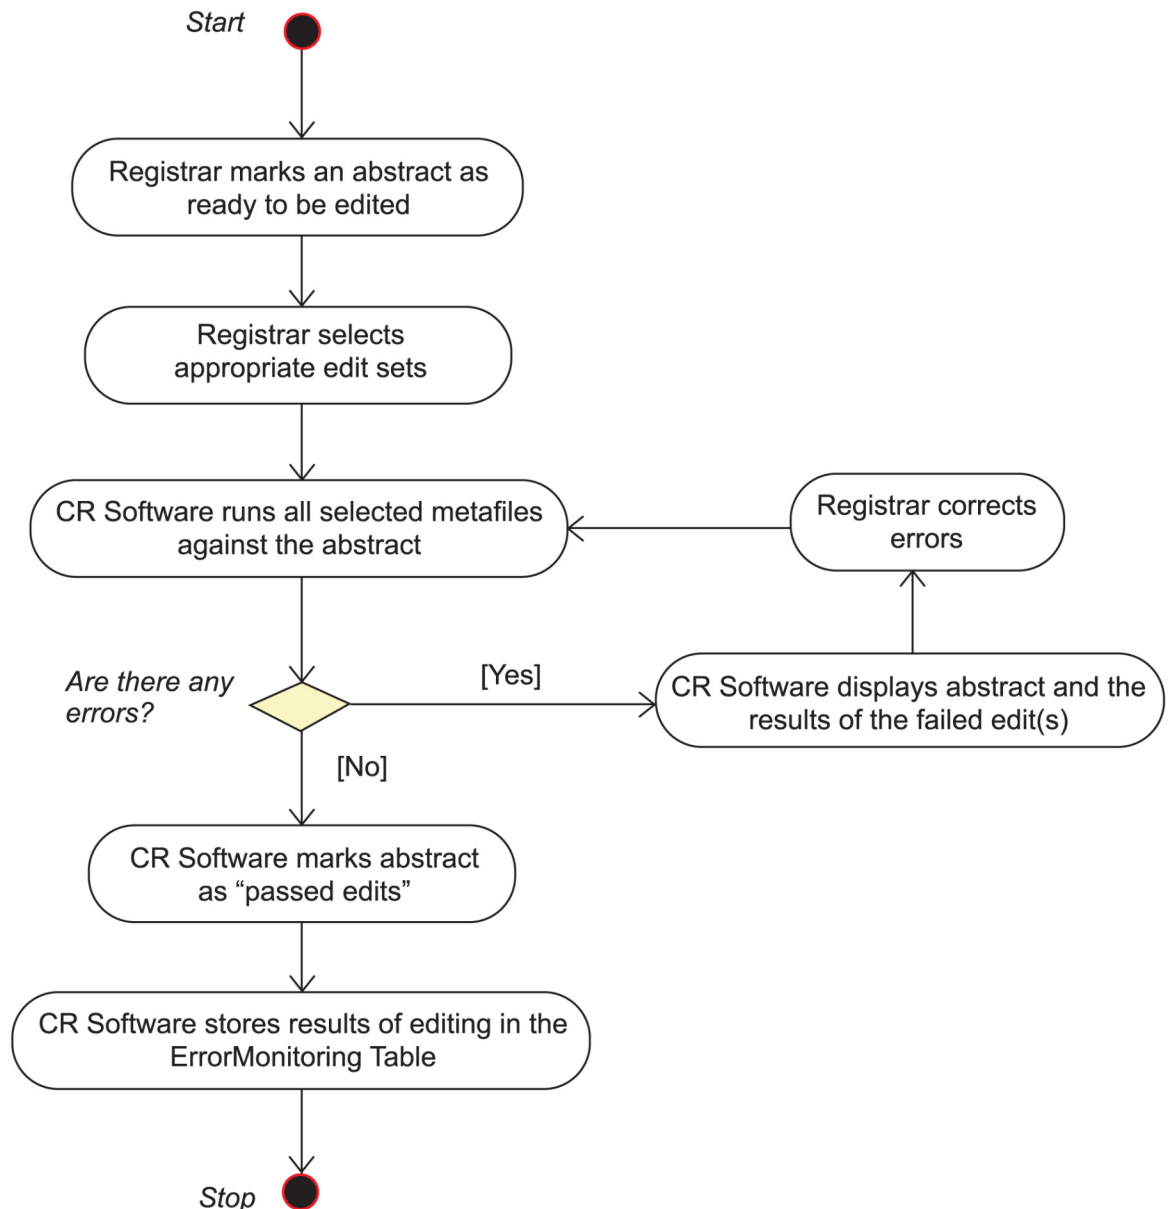 Start
Registrar marks an abstract as
ready to be edited
Registrar selects
appropriate edit sets
CR Software runs all selected metafiles
against the abstract
Registrar corrects
errors
Are there any
errors?
[Yes]
CR Software displays abstract and the
results of the failed edit(s)
[No]
CR Software marks abstract
as “passed edits”
CR Software stores results of editing in the
ErrorMonitoring Table
Stop